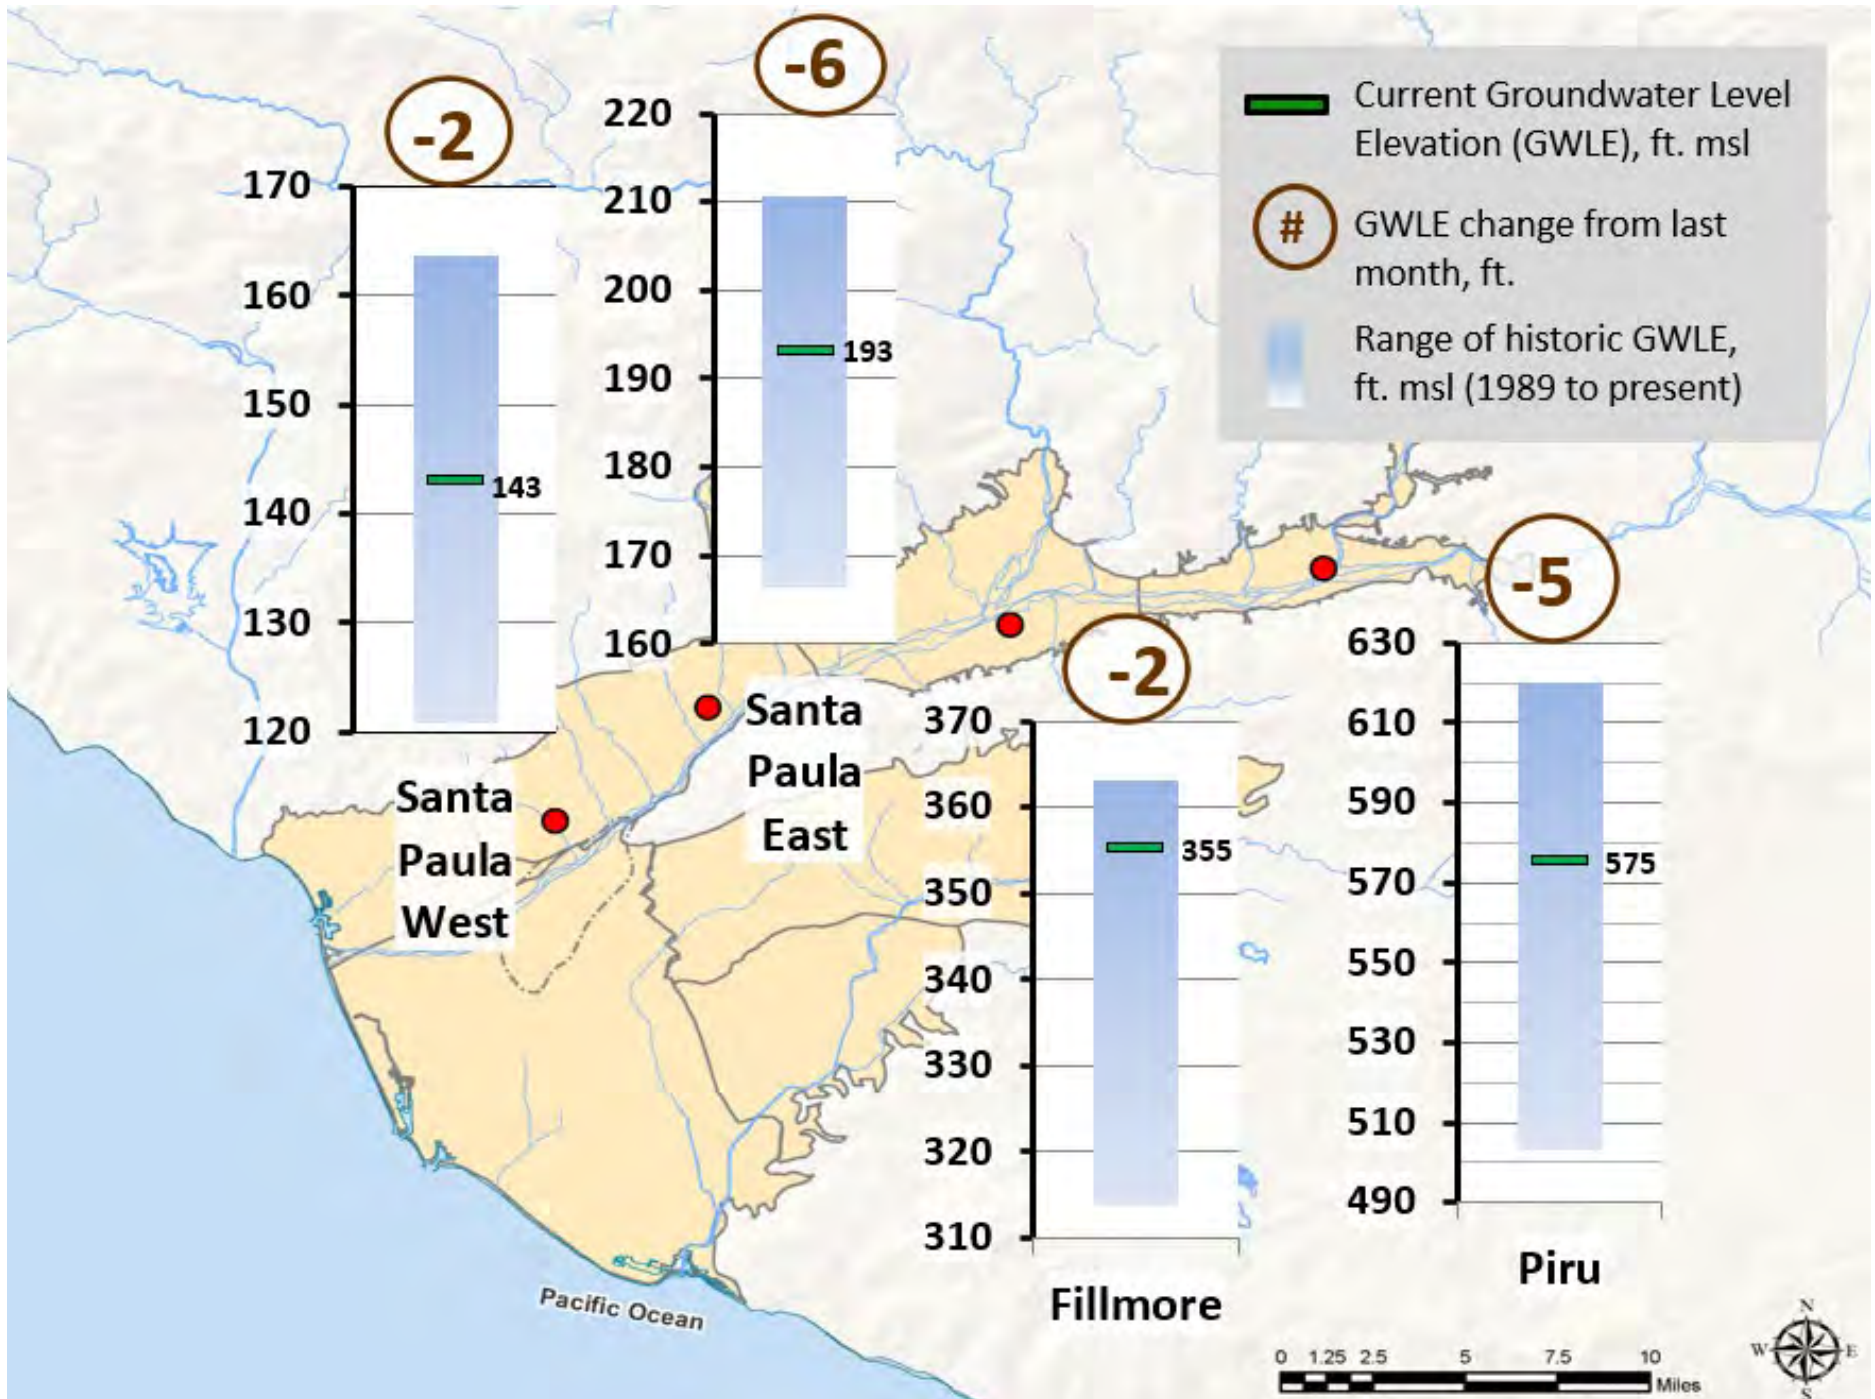 -2
170
160
150
140
130
120
143
Santa
Paula
West
-6
220
210
200
190
180
170
160
193
Santa
Paula
East
Current Groundwater Level
Elevation (GWLE), ft. msl
#
GWLE change from last
month, ft.
Range of historic GWLE,
ft. msl (1989 to present)
-2
370
360
350
340
330
320
310
355
Fillmore
-5
630
610
590
570
550
530
510
490
575
Piru
Pacific Ocean
0 1.25 2.5 5 7.5 10
Miles
N
W E
S